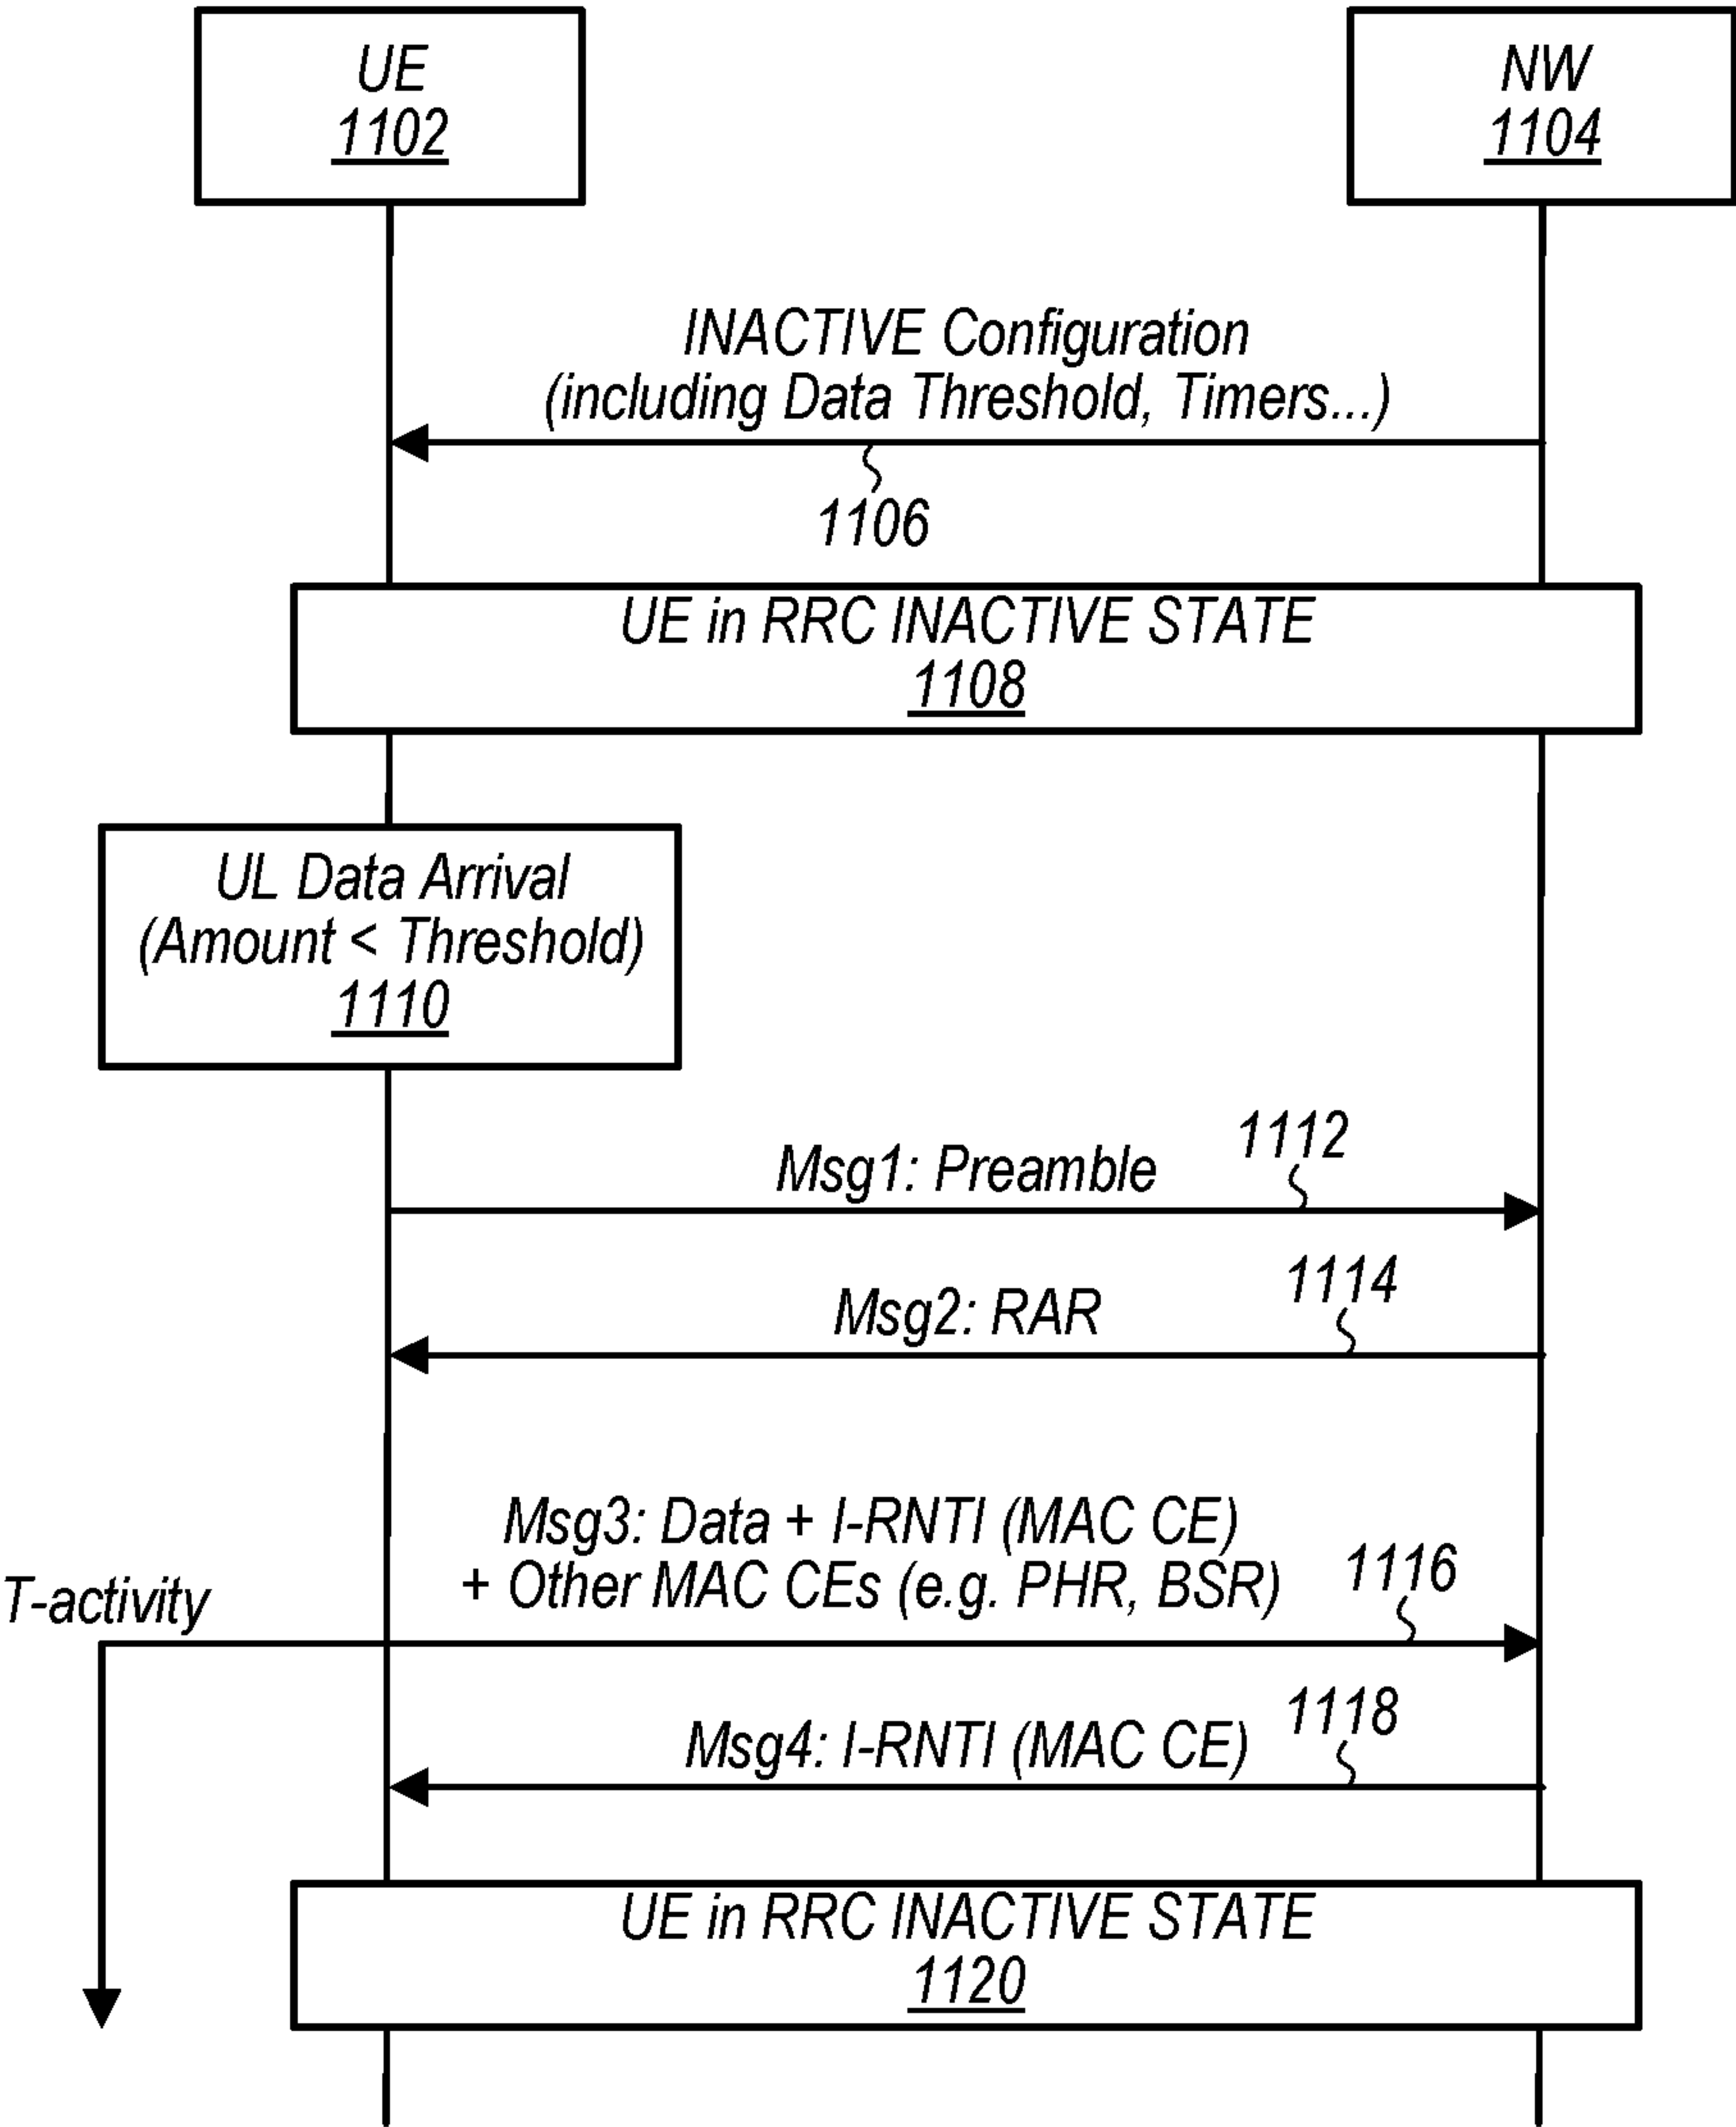 UE
1102
NW
1104
INACTIVE Configuration
(including Data Threshold, Timers...)
1106
UE in RRC INACTIVE STATE
1108
UL Data Arrival
(Amount < Threshold)
1110
Msg1: Preamble
1112
Msg2: RAR
1114
Msg3: Data + I-RNTI (MAC CE)
+ Other MAC CEs (e.g. PHR, BSR)
1116
T-activity
Msg4: I-RNTI (MAC CE)
1118
UE in RRC INACTIVE STATE
1120